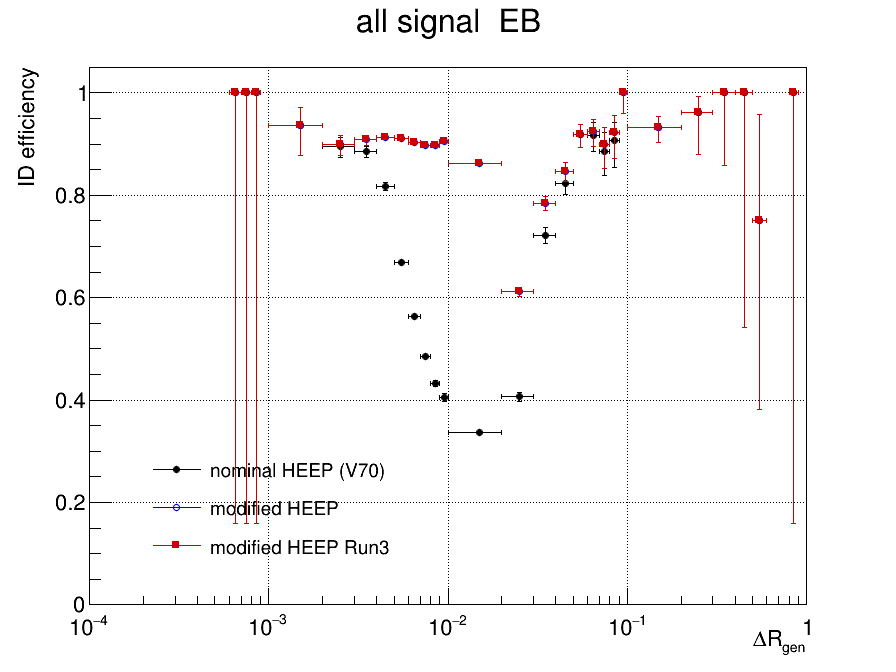 all signal EB
ID efficiency
1
0.8
0.6
0.4
0.2
0
nominal HEEP (V70)
modified HEEP
modified HEEP Run3
10⁻⁴
10⁻³
10⁻²
10⁻¹
1
ΔR_gen